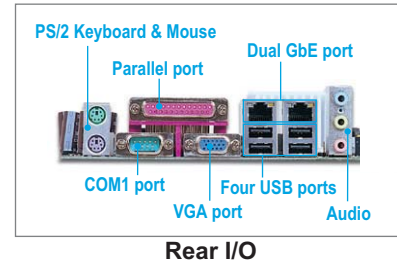 PS/2 Keyboard & Mouse
Dual GbE port
Parallel port
COM1 port
Four USB ports
VGA port
Audio
Rear I/O